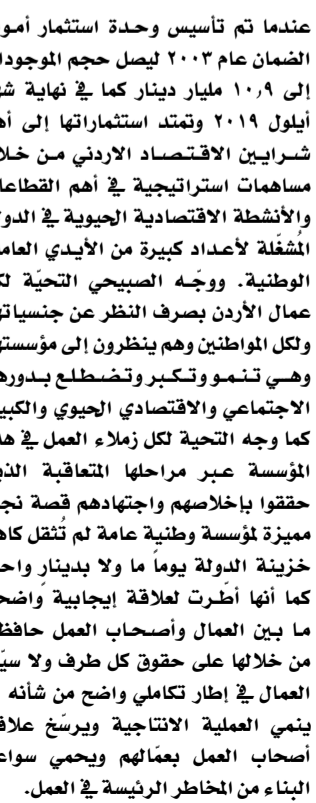 عندما تم تأسيس وحدة استثمار أمو
الضمان عام ٢٠٠٣ ليصل حجم الموجودا
إلى ١٠,٩ مليار دينار كما في نهاية شه
أيلول ٢٠١٩ وتمتد استثماراتها إلى أه
شرايين الاقتصاد الاردني من خلا
مساهمات استراتيجية في أهم القطاعا
والأنشطة الاقتصادية الحيوية في الدو
المُشغّلة لأعداد كبيرة من الأيدي العام
الوطنية. ووجّه الصبيحي التحيّة لك
عمال الأردن بصرف النظر عن جنسيات
ولكل المواطنين وهم ينظرون إلى مؤسسته
وهي تنمو وتكبر وتضطلع بدوره
الاجتماعي والاقتصادي الحيوي والكبي
كما وجه التحية لكل زملاء العمل في هذ
المؤسسة عبر مراحلها المتعاقبة الذي
حققوا بإخلاصهم واجتهادهم قصة نجا
مميزة لمؤسسة وطنية عامة لم تُثقل كاه
خزينة الدولة يوماً ما ولا بدينارٍ واح
كما أنها أطّرت لعلاقة إيجابية واضح
ما بين العمال وأصحاب العمل حافظ
من خلالها على حقوق كل طرف ولا سيّ
العمال في إطار تكاملي واضح من شأنه
ينمي العملية الانتاجية ويرسّخ علاق
أصحاب العمل بعمّالهم ويحمي سواع
البناء من المخاطر الرئيسة في العمل.